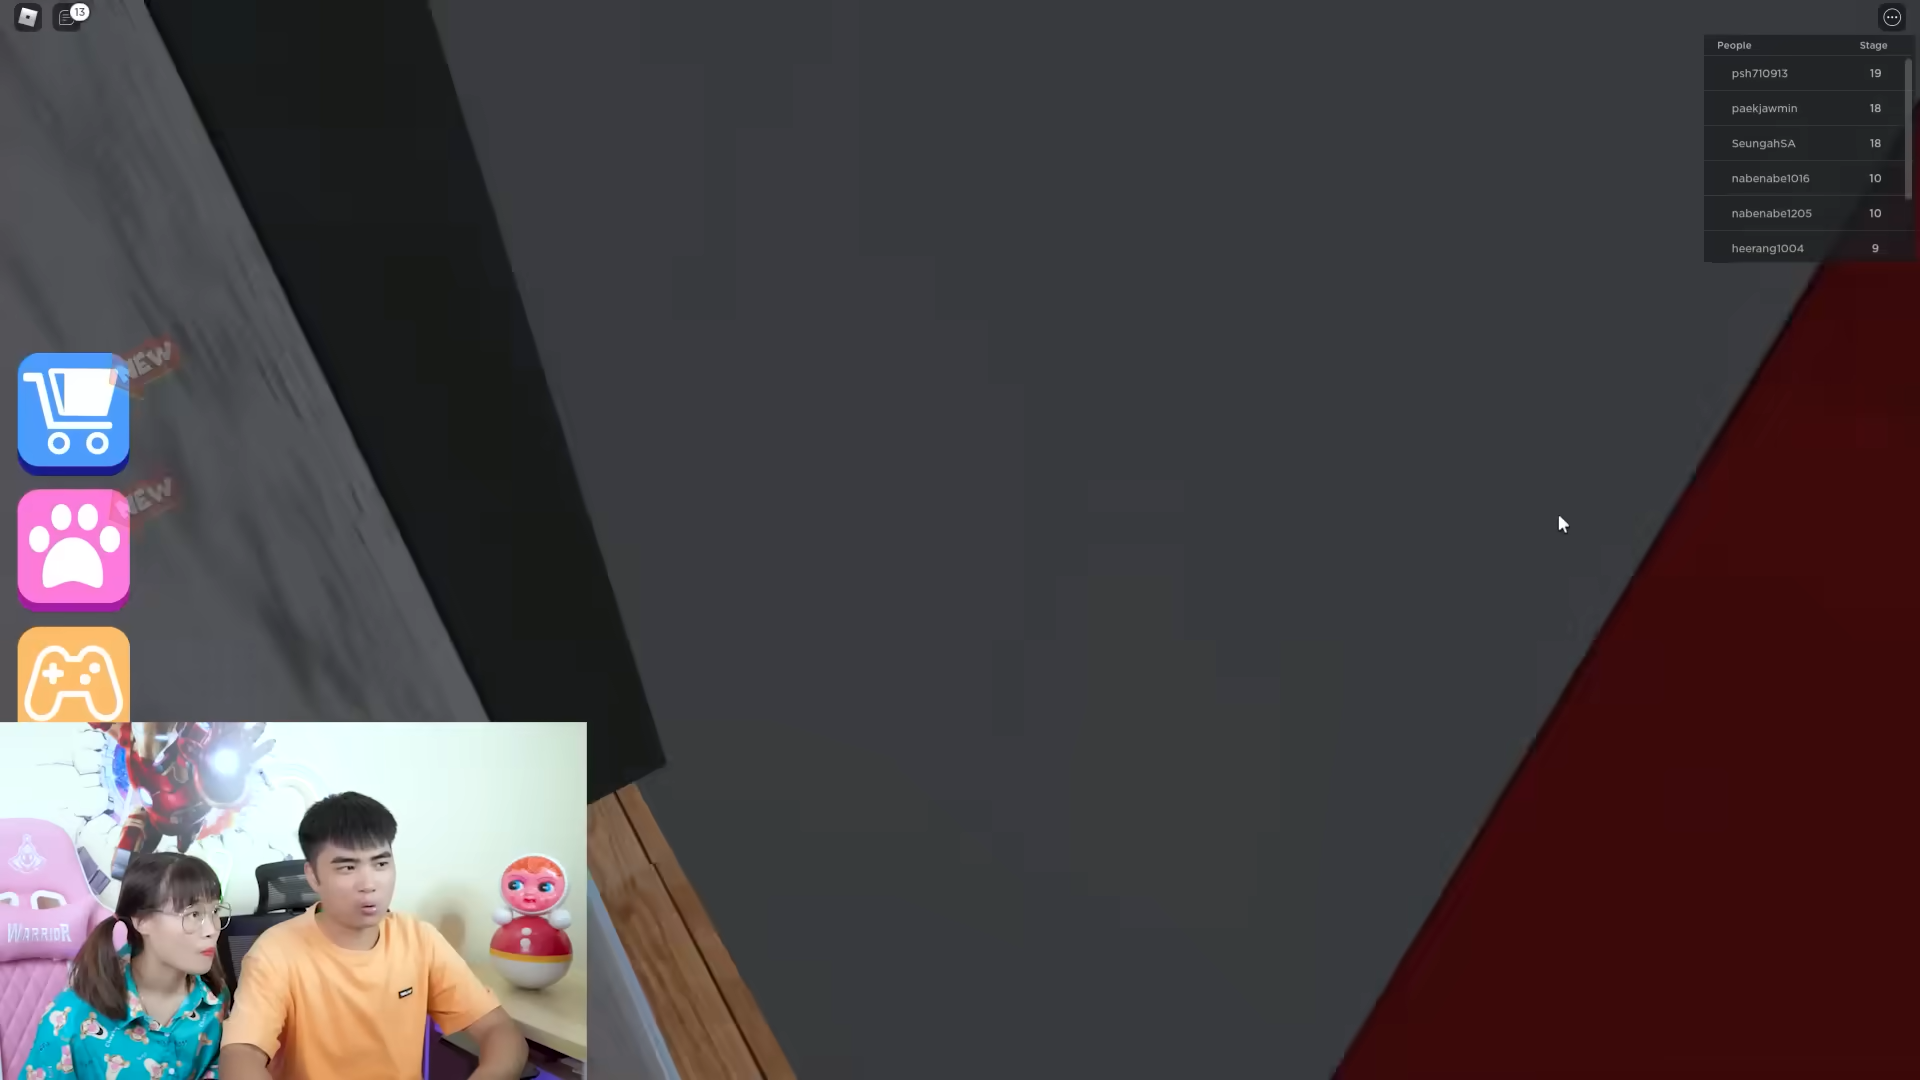 13
People Stage
psh710913 19
paekjawmin 18
SeungahSA 18
nabenabe1016 10
nabenabe1205 10
heerang1004 9
NEW
NEW
WARRIOR